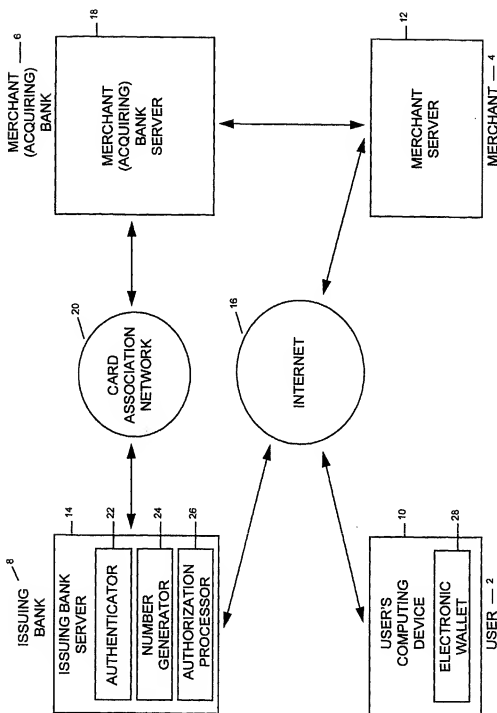 ISSUING
BANK
8
ISSUING BANK
SERVER
14
AUTHENTICATOR
22
NUMBER
GENERATOR
24
AUTHORIZATION
PROCESSOR
26
20
CARD
ASSOCIATION
NETWORK
MERCHANT
(ACQUIRING)
BANK
6
18
MERCHANT
(ACQUIRING)
BANK
SERVER
16
INTERNET
10
USER'S
COMPUTING
DEVICE
28
ELECTRONIC
WALLET
USER 2
12
MERCHANT
SERVER
MERCHANT 4